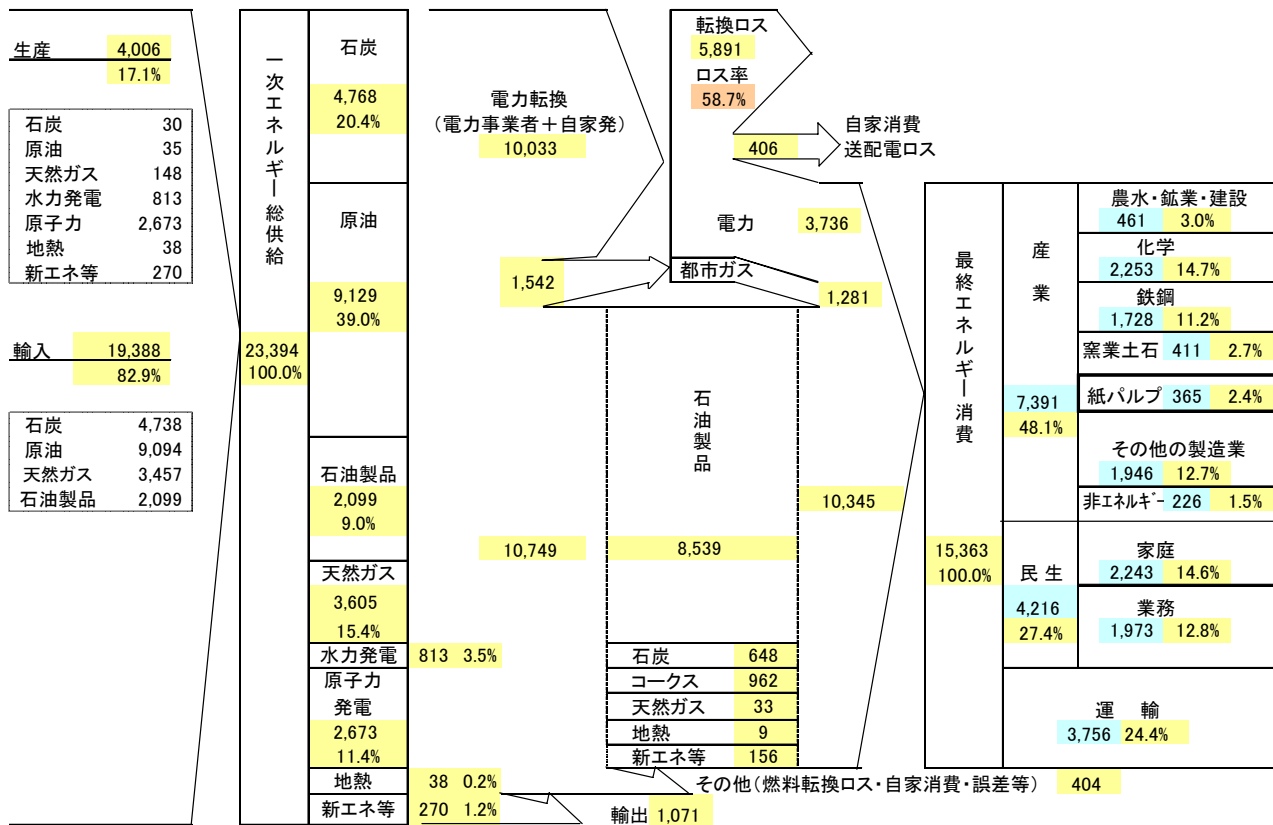 生産 4,006
17.1%
石炭 30
原油 35
天然ガス 148
水力発電 813
原子力 2,673
地熱 38
新エネ等 270
輸入 19,388
82.9%
石炭 4,738
原油 9,094
天然ガス 3,457
石油製品 2,099
一次エネルギー総供給
23,394
100.0%
石炭
4,768
20.4%
原油
9,129
39.0%
石油製品
2,099
9.0%
天然ガス
3,605
15.4%
水力発電 813 3.5%
原子力
発電
2,673
11.4%
地熱 38 0.2%
新エネ等 270 1.2%
電力転換
(電力事業者+自家発)
10,033
1,542
10,749
転換ロス
5,891
ロス率
58.7%
406
自家消費
送配電ロス
電力 3,736
都市ガス
1,281
石油製品
8,539
10,345
石炭 648
コークス 962
天然ガス 33
地熱 9
新エネ等 156
その他(燃料転換ロス・自家消費・誤差等) 404
輸出 1,071
最終エネルギー消費
15,363
100.0%
産業
7,391
48.1%
農水・鉱業・建設
461 3.0%
化学
2,253 14.7%
鉄鋼
1,728 11.2%
窯業土石 411 2.7%
紙パルプ 365 2.4%
その他の製造業
1,946 12.7%
非エネルギー 226 1.5%
民生
4,216
27.4%
家庭
2,243 14.6%
業務
1,973 12.8%
運輸
3,756 24.4%